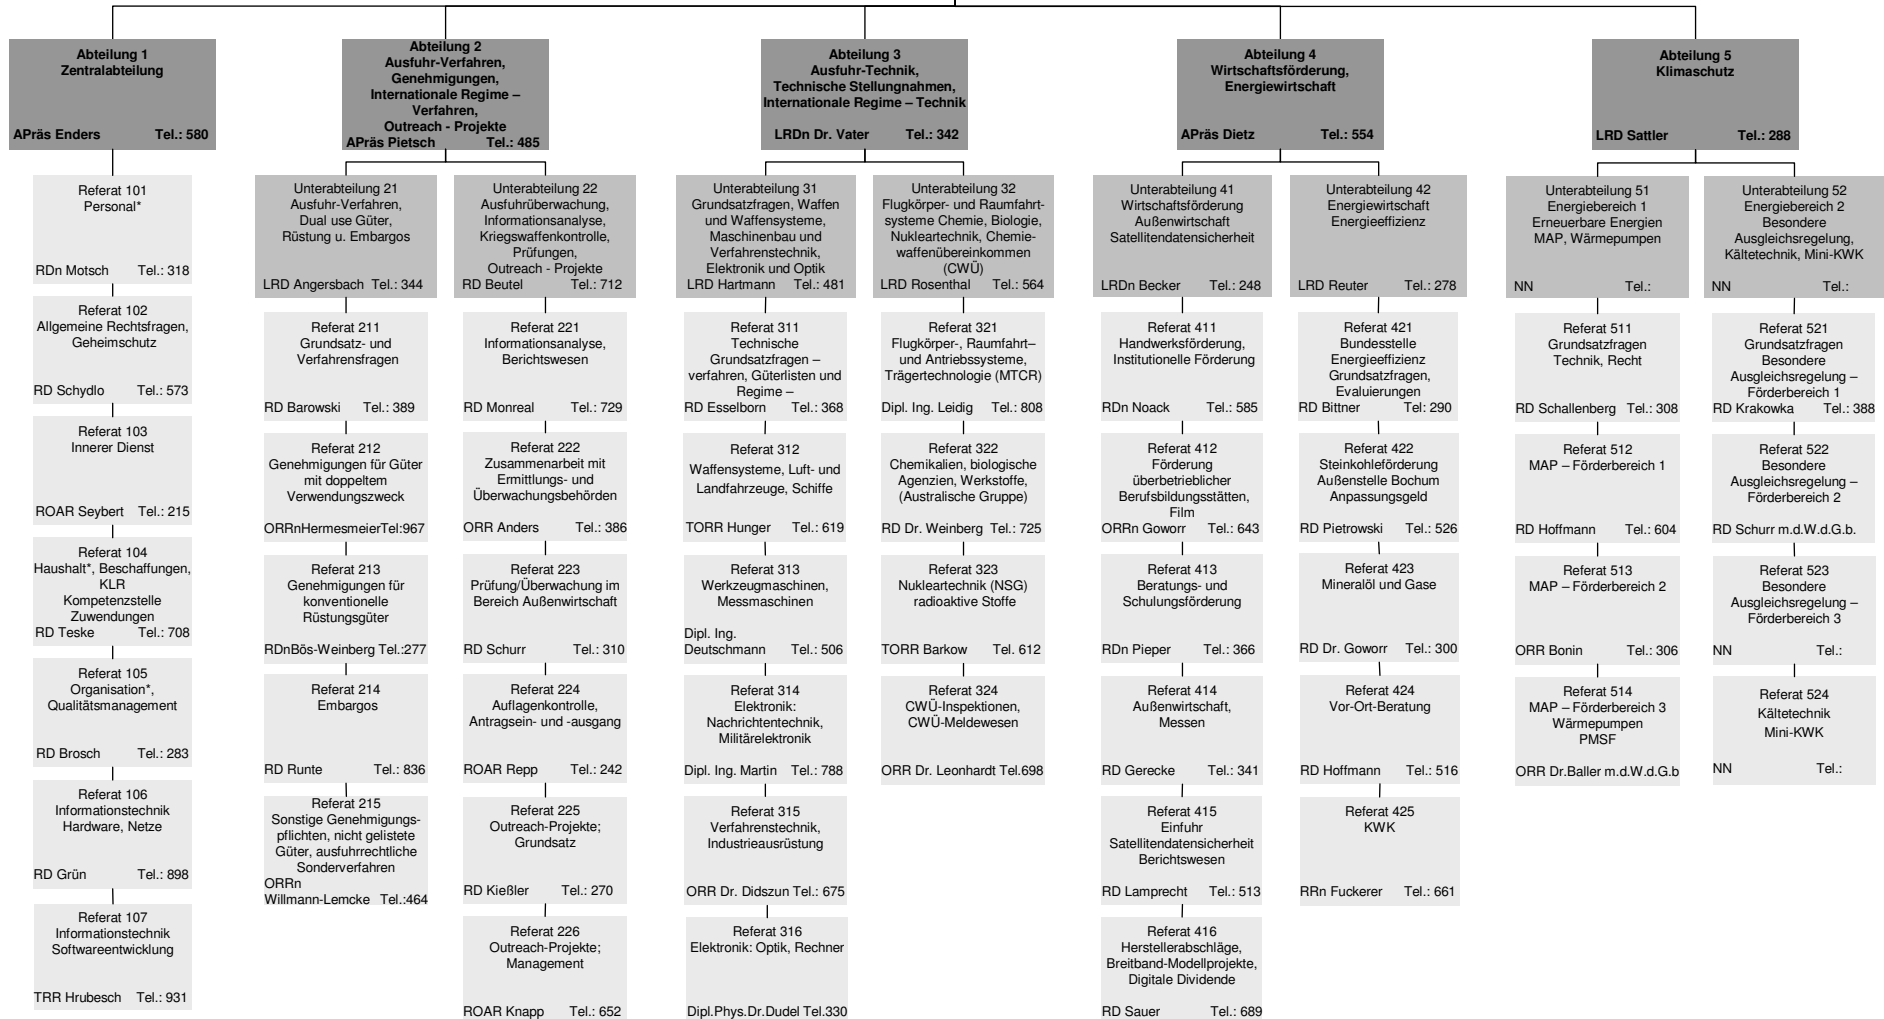 Abteilung 1
Zentralabteilung
APräs Enders Tel.: 580
Referat 101
Personal*
RDn Motsch Tel.: 318
Referat 102
Allgemeine Rechtsfragen,
Geheimschutz
RD Schydlo Tel.: 573
Referat 103
Innerer Dienst
ROAR Seybert Tel.: 215
Referat 104
Haushalt*, Beschaffungen,
KLR
Kompetenzstelle
Zuwendungen
RD Teske Tel.: 708
Referat 105
Organisation*,
Qualitätsmanagement
RD Brosch Tel.: 283
Referat 106
Informationstechnik
Hardware, Netze
RD Grün Tel.: 898
Referat 107
Informationstechnik
Softwareentwicklung
TRR Hrubesch Tel.: 931
Abteilung 2
Ausfuhr-Verfahren,
Genehmigungen,
Internationale Regime –
Verfahren,
Outreach - Projekte
APräs Pietsch Tel.: 485
Unterabteilung 21
Ausfuhr-Verfahren,
Dual use Güter,
Rüstung u. Embargos
LRD Angersbach Tel.: 344
Referat 211
Grundsatz- und
Verfahrensfragen
RD Barowski Tel.: 389
Referat 212
Genehmigungen für Güter
mit doppeltem
Verwendungszweck
ORRnHermesmeierTel:967
Referat 213
Genehmigungen für
konventionelle
Rüstungsgüter
RDnBös-Weinberg Tel.:277
Referat 214
Embargos
RD Runte Tel.: 836
Referat 215
Sonstige Genehmigungs-
pflichten, nicht gelistete
Güter, ausfuhrrechtliche
Sonderverfahren
ORRn
Willmann-Lemcke Tel.:464
Unterabteilung 22
Ausfuhrüberwachung,
Informationsanalyse,
Kriegswaffenkontrolle,
Prüfungen,
Outreach - Projekte
RD Beutel Tel.: 712
Referat 221
Informationsanalyse,
Berichtswesen
RD Monreal Tel.: 729
Referat 222
Zusammenarbeit mit
Ermittlungs- und
Überwachungsbehörden
ORR Anders Tel.: 386
Referat 223
Prüfung/Überwachung im
Bereich Außenwirtschaft
RD Schurr Tel.: 310
Referat 224
Auflagenkontrolle,
Antragsein- und -ausgang
ROAR Repp Tel.: 242
Referat 225
Outreach-Projekte;
Grundsatz
RD Kießler Tel.: 270
Referat 226
Outreach-Projekte;
Management
ROAR Knapp Tel.: 652
Abteilung 3
Ausfuhr-Technik,
Technische Stellungnahmen,
Internationale Regime – Technik
LRDn Dr. Vater Tel.: 342
Unterabteilung 31
Grundsatzfragen, Waffen
und Waffensysteme,
Maschinenbau und
Verfahrenstechnik,
Elektronik und Optik
LRD Hartmann Tel.: 481
Referat 311
Technische
Grundsatzfragen –
verfahren, Güterlisten und
Regime –
RD Esselborn Tel.: 368
Referat 312
Waffensysteme, Luft- und
Landfahrzeuge, Schiffe
TORR Hunger Tel.: 619
Referat 313
Werkzeugmaschinen,
Messmaschinen
Dipl. Ing.
Deutschmann Tel.: 506
Referat 314
Elektronik:
Nachrichtentechnik,
Militärelektronik
Dipl. Ing. Martin Tel.: 788
Referat 315
Verfahrenstechnik,
Industrieausrüstung
ORR Dr. Didszun Tel.: 675
Referat 316
Elektronik: Optik, Rechner
Dipl.Phys.Dr.Dudel Tel.330
Unterabteilung 32
Flugkörper- und Raumfahrt-
systeme Chemie, Biologie,
Nukleartechnik, Chemie-
waffenübereinkommen
(CWÜ)
LRD Rosenthal Tel.: 564
Referat 321
Flugkörper-, Raumfahrt–
und Antriebssysteme,
Trägertechnologie (MTCR)
Dipl. Ing. Leidig Tel.: 808
Referat 322
Chemikalien, biologische
Agenzien, Werkstoffe,
(Australische Gruppe)
RD Dr. Weinberg Tel.: 725
Referat 323
Nukleartechnik (NSG)
radioaktive Stoffe
TORR Barkow Tel. 612
Referat 324
CWÜ-Inspektionen,
CWÜ-Meldewesen
ORR Dr. Leonhardt Tel.698
Abteilung 4
Wirtschaftsförderung,
Energiewirtschaft
APräs Dietz Tel.: 554
Unterabteilung 41
Wirtschaftsförderung
Außenwirtschaft
Satellitendatensicherheit
LRDn Becker Tel.: 248
Referat 411
Handwerksförderung,
Institutionelle Förderung
RDn Noack Tel.: 585
Referat 412
Förderung
überbetrieblicher
Berufsbildungsstätten,
Film
ORRn Goworr Tel.: 643
Referat 413
Beratungs- und
Schulungsförderung
RDn Pieper Tel.: 366
Referat 414
Außenwirtschaft,
Messen
RD Gerecke Tel.: 341
Referat 415
Einfuhr
Satellitendatensicherheit
Berichtswesen
RD Lamprecht Tel.: 513
Referat 416
Herstellerabschläge,
Breitband-Modellprojekte,
Digitale Dividende
RD Sauer Tel.: 689
Unterabteilung 42
Energiewirtschaft
Energieeffizienz
LRD Reuter Tel.: 278
Referat 421
Bundesstelle
Energieeffizienz
Grundsatzfragen,
Evaluierungen
RD Bittner Tel: 290
Referat 422
Steinkohleförderung
Außenstelle Bochum
Anpassungsgeld
RD Pietrowski Tel.: 526
Referat 423
Mineralöl und Gase
RD Dr. Goworr Tel.: 300
Referat 424
Vor-Ort-Beratung
RD Hoffmann Tel.: 516
Referat 425
KWK
RRn Fuckerer Tel.: 661
Abteilung 5
Klimaschutz
LRD Sattler Tel.: 288
Unterabteilung 51
Energiebereich 1
Erneuerbare Energien
MAP, Wärmepumpen
NN Tel.:
Referat 511
Grundsatzfragen
Technik, Recht
RD Schallenberg Tel.: 308
Referat 512
MAP – Förderbereich 1
RD Hoffmann Tel.: 604
Referat 513
MAP – Förderbereich 2
ORR Bonin Tel.: 306
Referat 514
MAP – Förderbereich 3
Wärmepumpen
PMSF
ORR Dr.Baller m.d.W.d.G.b
Unterabteilung 52
Energiebereich 2
Besondere
Ausgleichsregelung,
Kältetechnik, Mini-KWK
NN Tel.:
Referat 521
Grundsatzfragen
Besondere
Ausgleichsregelung –
Förderbereich 1
RD Krakowka Tel.: 388
Referat 522
Besondere
Ausgleichsregelung –
Förderbereich 2
RD Schurr m.d.W.d.G.b.
Referat 523
Besondere
Ausgleichsregelung –
Förderbereich 3
NN Tel.:
Referat 524
Kältetechnik
Mini-KWK
NN Tel.: